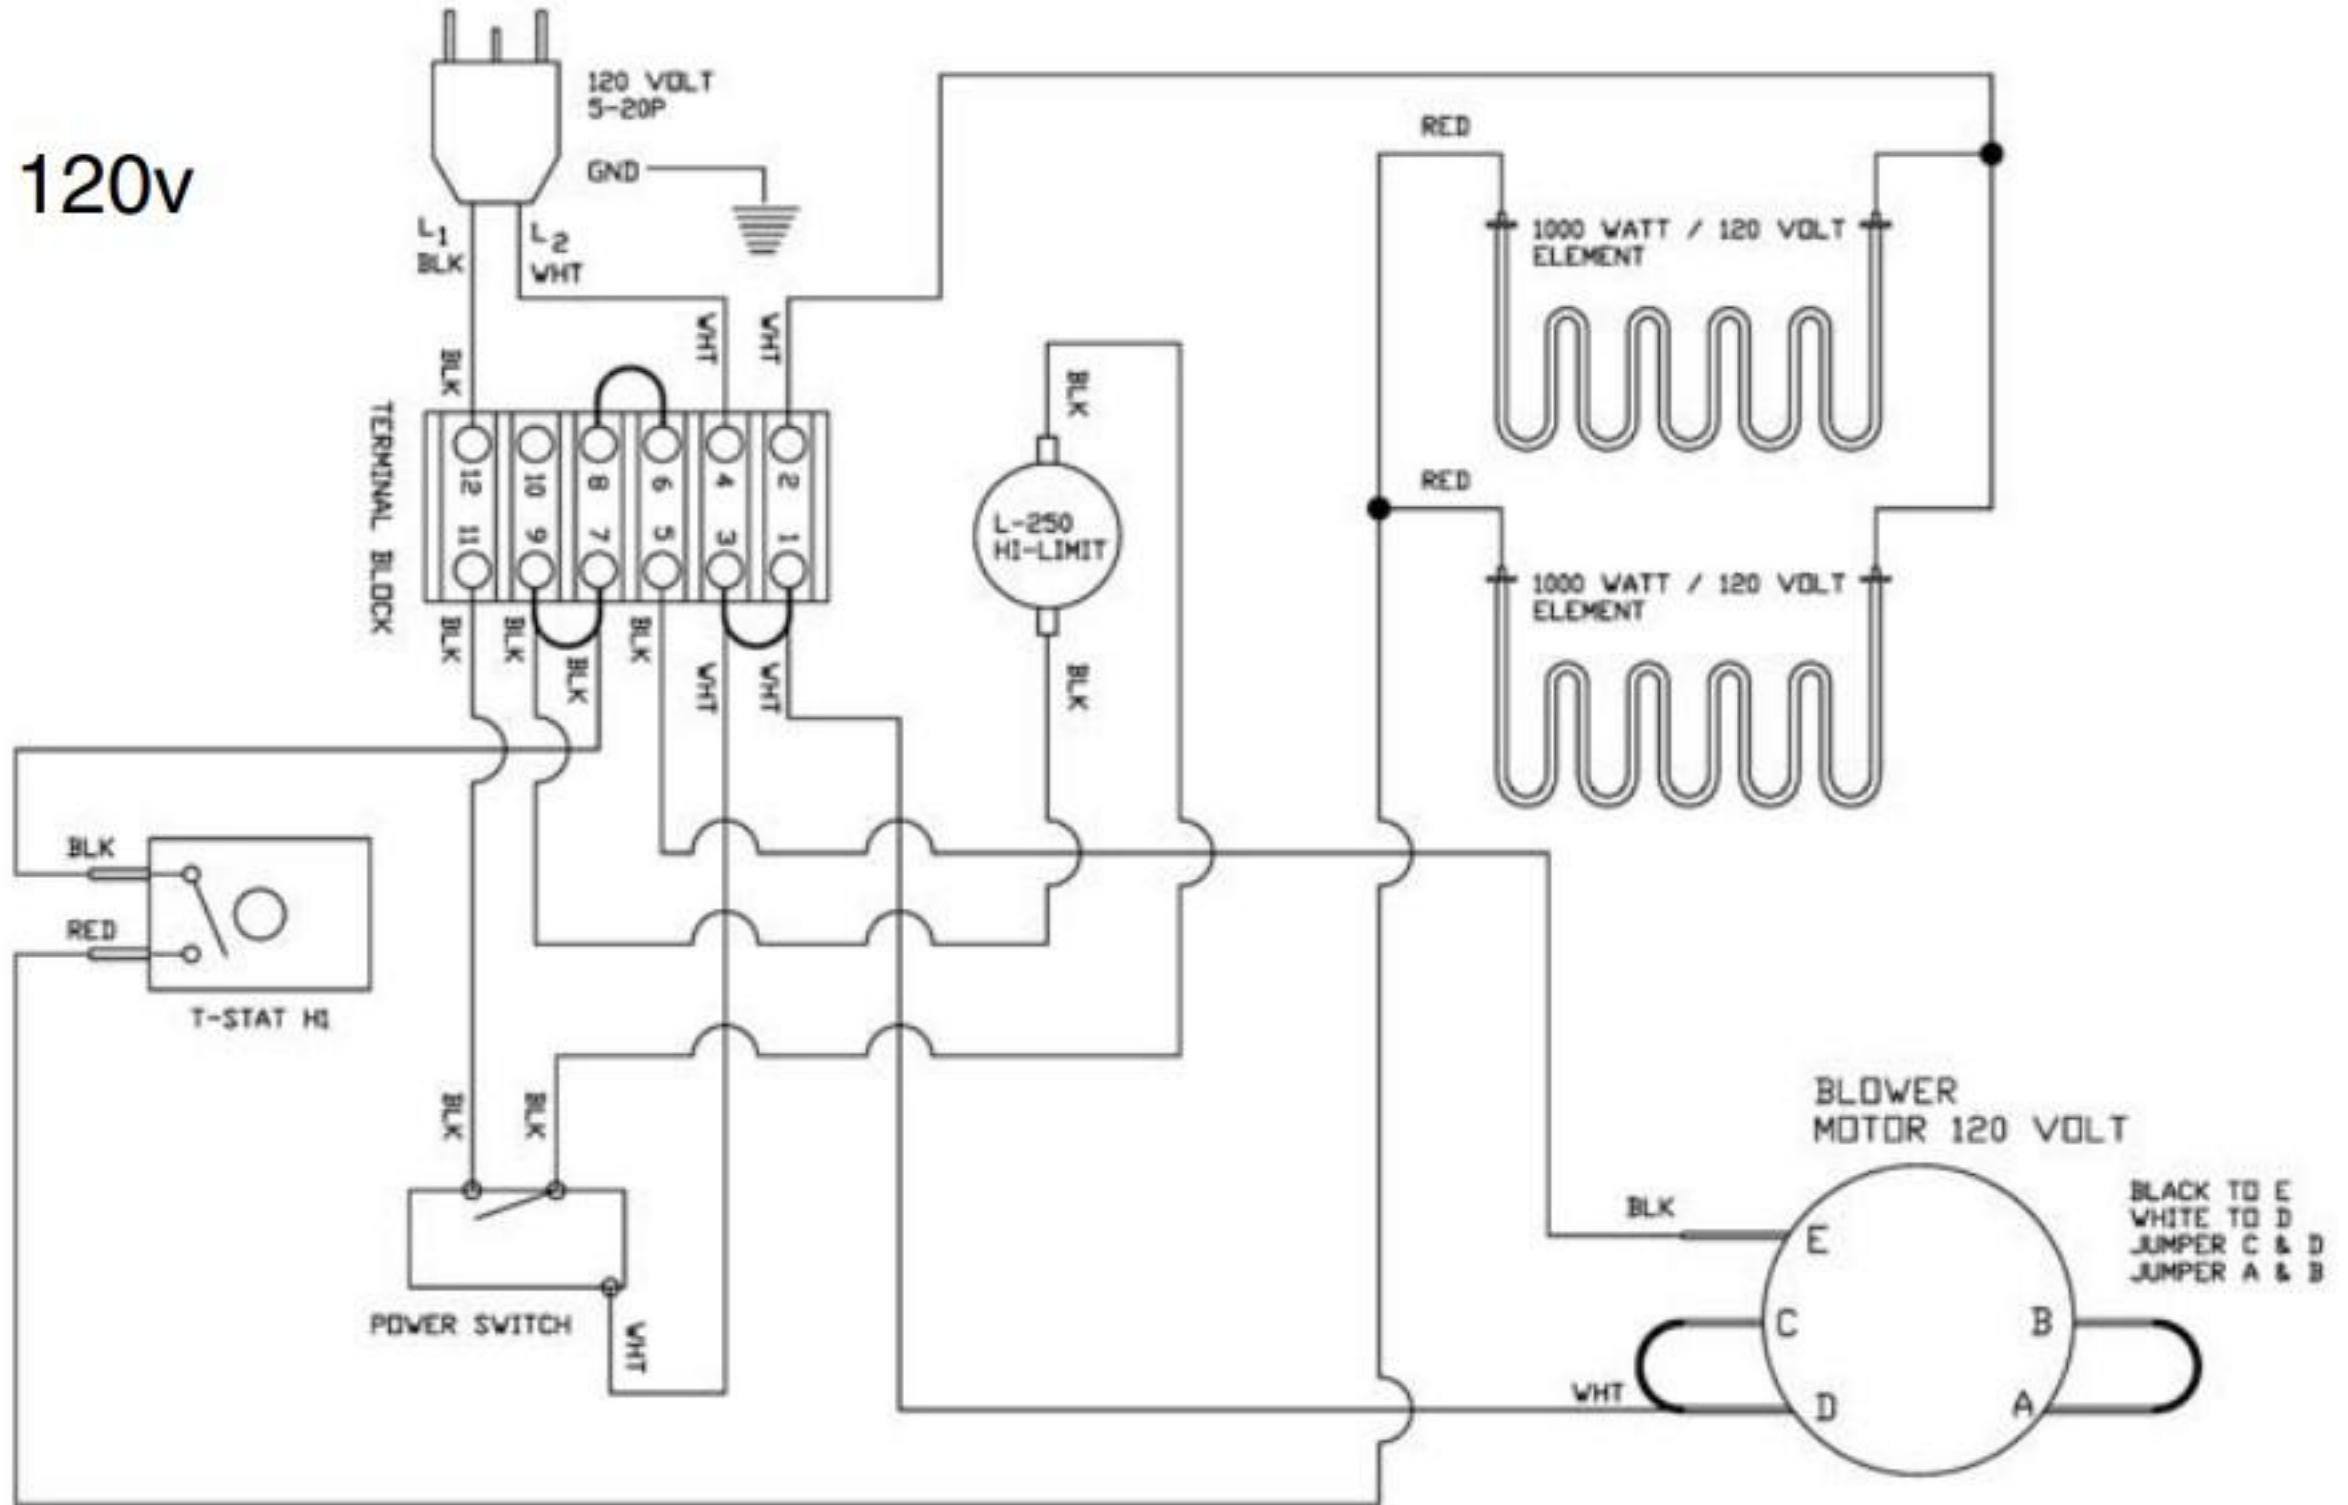 120v
120 VOLT
5-20P
GND
L1
BLK
L2
WHT
BLK
WHT
WHT
TERMINAL BLOCK
12
10
8
6
4
2
11
9
7
5
3
1
BLK
BLK
BLK
BLK
WHT
WHT
BLK
L-250
HI-LIMIT
BLK
RED
1000 WATT / 120 VOLT
ELEMENT
RED
1000 WATT / 120 VOLT
ELEMENT
BLK
RED
T-STAT H1
BLK
BLK
POWER SWITCH
WHT
BLOWER
MOTOR 120 VOLT
BLK
E
C
D
B
A
WHT
BLACK TO E
WHITE TO D
JUMPER C & D
JUMPER A & B